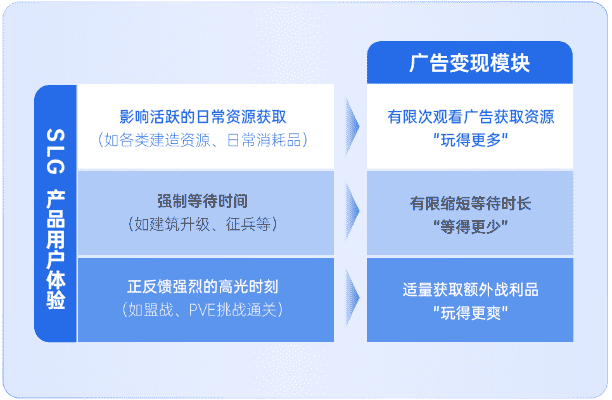 广告变现模块
SLG 产品用户体验
影响活跃的日常资源获取
（如各类建造资源、日常消耗品）
有限次观看广告获取资源
"玩得更多"
强制等待时间
（如建筑升级、征兵等）
有限缩短等待时长
"等得更少"
正反馈强烈的高光时刻
（如盟战、PVE挑战通关）
适量获取额外战利品
"玩得更爽"